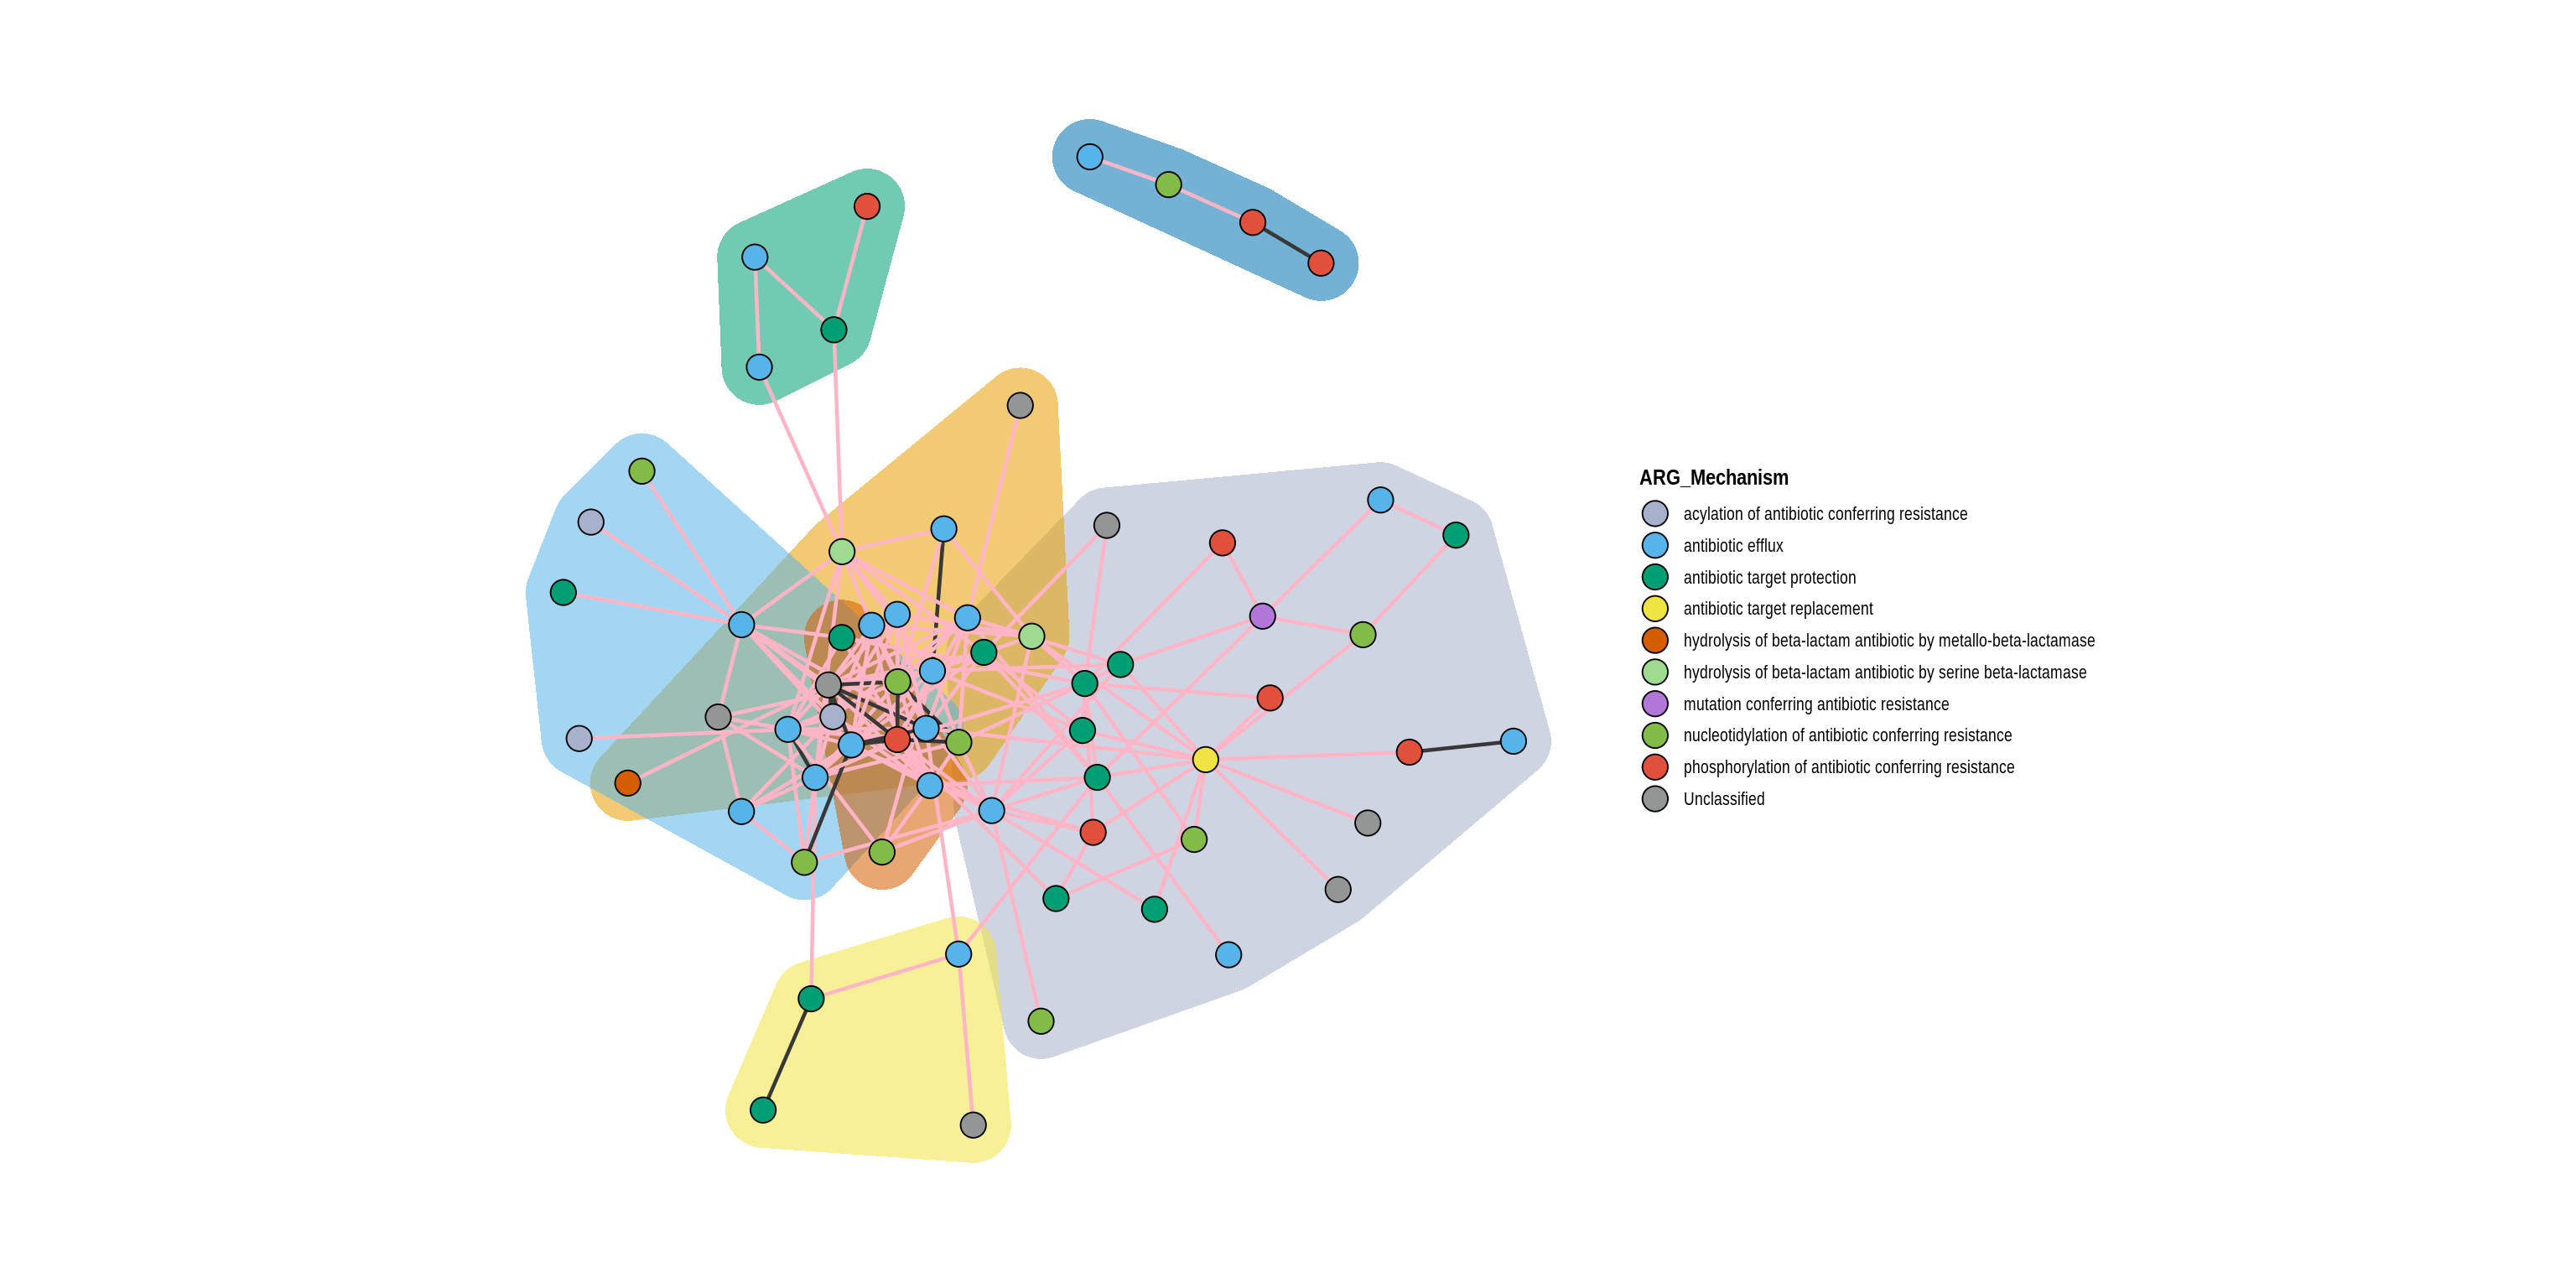 ARG_Mechanism
acylation of antibiotic conferring resistance
antibiotic efflux
antibiotic target protection
antibiotic target replacement
hydrolysis of beta-lactam antibiotic by metallo-beta-lactamase
hydrolysis of beta-lactam antibiotic by serine beta-lactamase
mutation conferring antibiotic resistance
nucleotidylation of antibiotic conferring resistance
phosphorylation of antibiotic conferring resistance
Unclassified